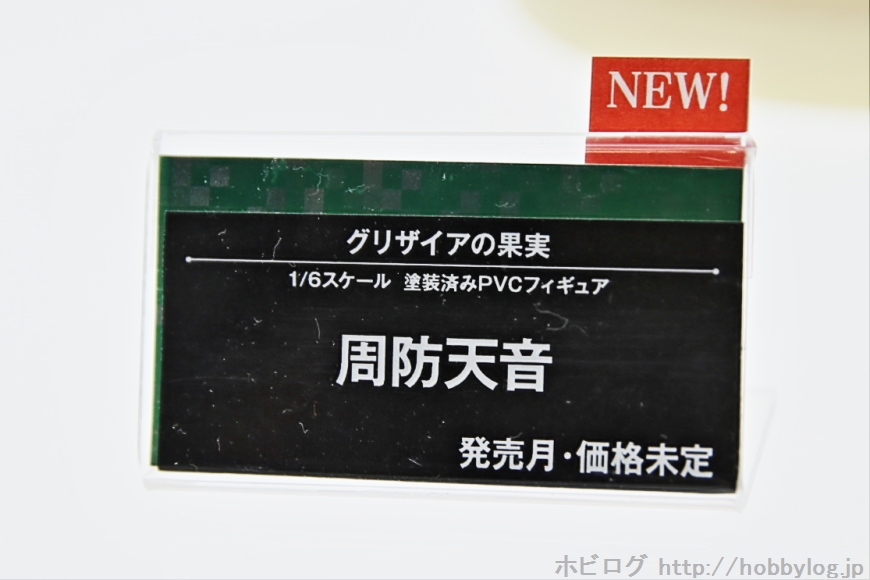 NEW!
グリザイアの果実
1/6スケール 塗装済みPVCフィギュア
周防天音
発売月・価格未定
ホビログ http://hobbylog.jp